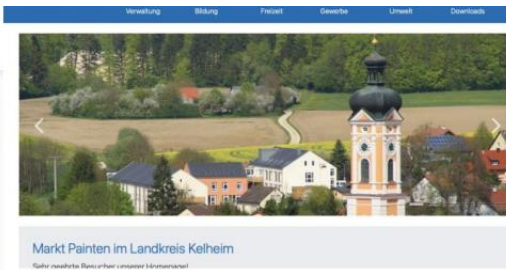 Verwaltung Bildung Freizeit Gewerbe Umwelt Downloads
Markt Painten im Landkreis Kelheim
Sehr geehrte Besucher unserer Homepage!